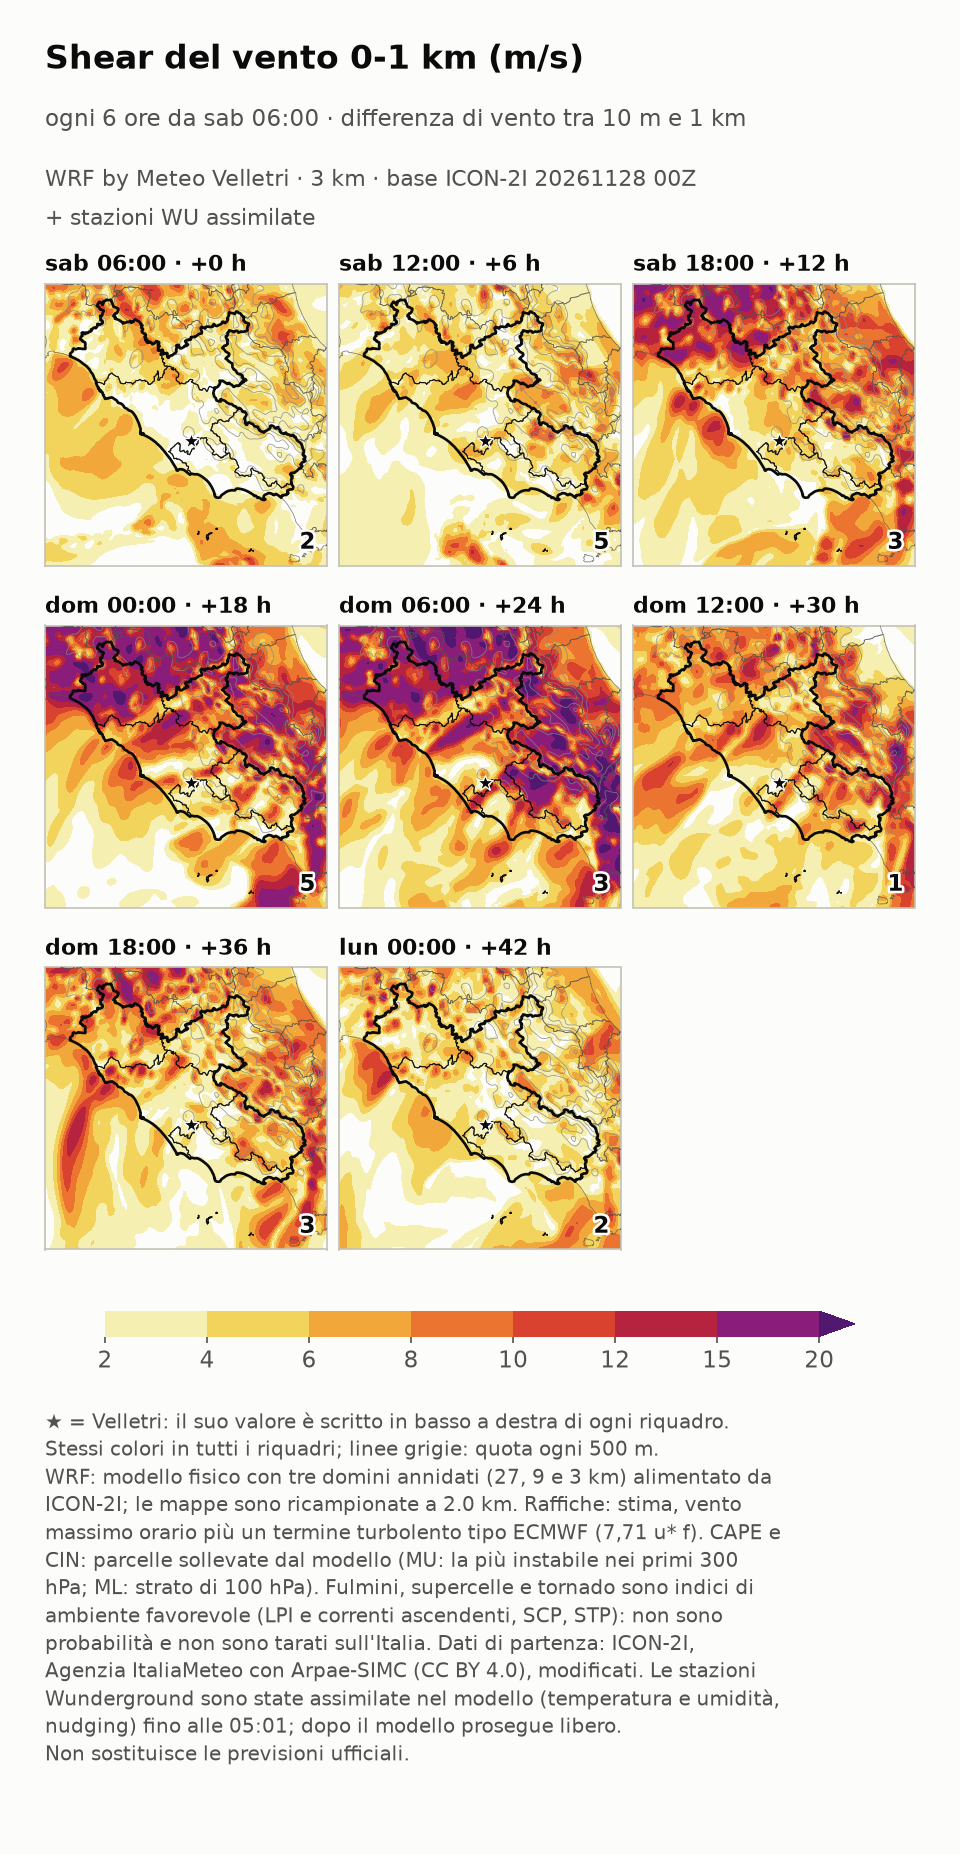 Shear del vento 0-1 km (m/s)
ogni 6 ore da sab 06:00 · differenza di vento tra 10 m e 1 km
WRF by Meteo Velletri · 3 km · base ICON-2I 20261128 00Z
+ stazioni WU assimilate
sab 06:00 · +0 h
sab 12:00 · +6 h
sab 18:00 · +12 h
2
5
3
dom 00:00 · +18 h
dom 06:00 · +24 h
dom 12:00 · +30 h
5
3
1
dom 18:00 · +36 h
lun 00:00 · +42 h
3
2
2 4 6 8 10 12 15 20
★ = Velletri: il suo valore è scritto in basso a destra di ogni riquadro.
Stessi colori in tutti i riquadri; linee grigie: quota ogni 500 m.
WRF: modello fisico con tre domini annidati (27, 9 e 3 km) alimentato da
ICON-2I; le mappe sono ricampionate a 2.0 km. Raffiche: stima, vento
massimo orario più un termine turbolento tipo ECMWF (7,71 u* f). CAPE e
CIN: parcelle sollevate dal modello (MU: la più instabile nei primi 300
hPa; ML: strato di 100 hPa). Fulmini, supercelle e tornado sono indici di
ambiente favorevole (LPI e correnti ascendenti, SCP, STP): non sono
probabilità e non sono tarati sull'Italia. Dati di partenza: ICON-2I,
Agenzia ItaliaMeteo con Arpae-SIMC (CC BY 4.0), modificati. Le stazioni
Wunderground sono state assimilate nel modello (temperatura e umidità,
nudging) fino alle 05:01; dopo il modello prosegue libero.
Non sostituisce le previsioni ufficiali.